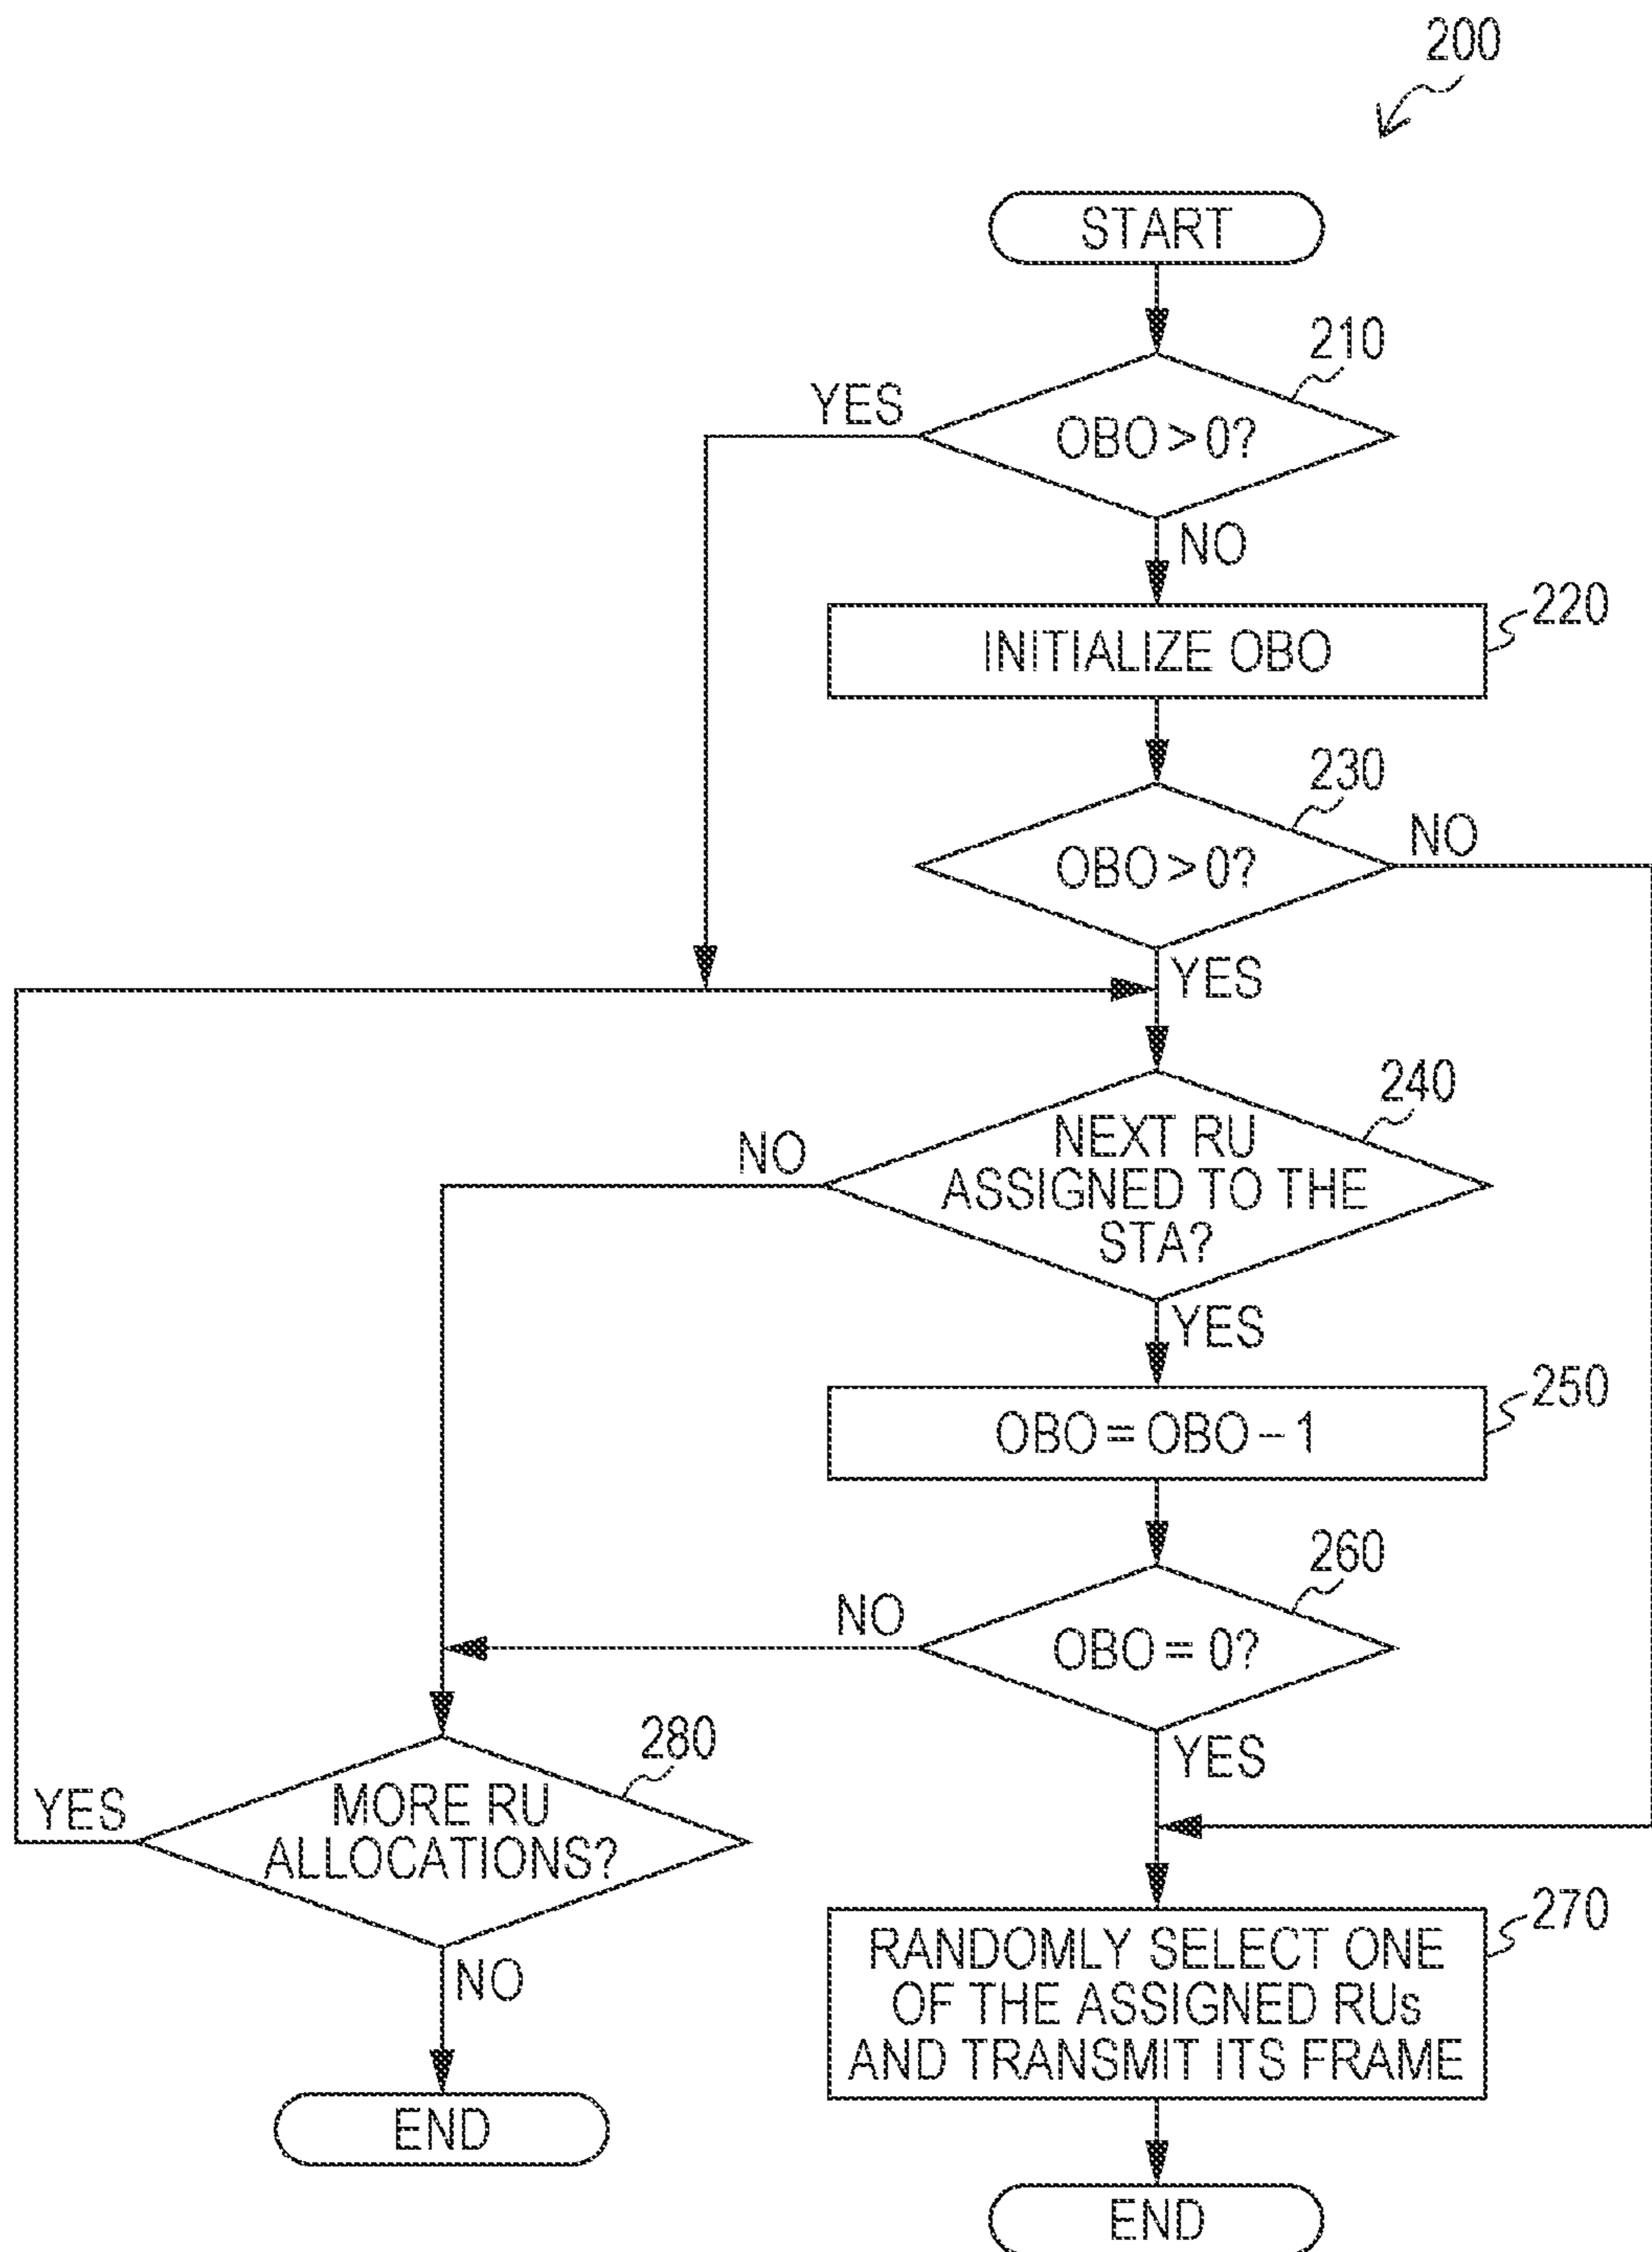 200
START
210
YES
OBO > 0?
NO
220
INITIALIZE OBO
230
NO
OBO > 0?
YES
240
NO
NEXT RU
ASSIGNED TO THE
STA?
YES
250
OBO = OBO – 1
260
NO
OBO = 0?
280
YES
YES
MORE RU
ALLOCATIONS?
270
NO
RANDOMLY SELECT ONE
OF THE ASSIGNED RUs
AND TRANSMIT ITS FRAME
END
END